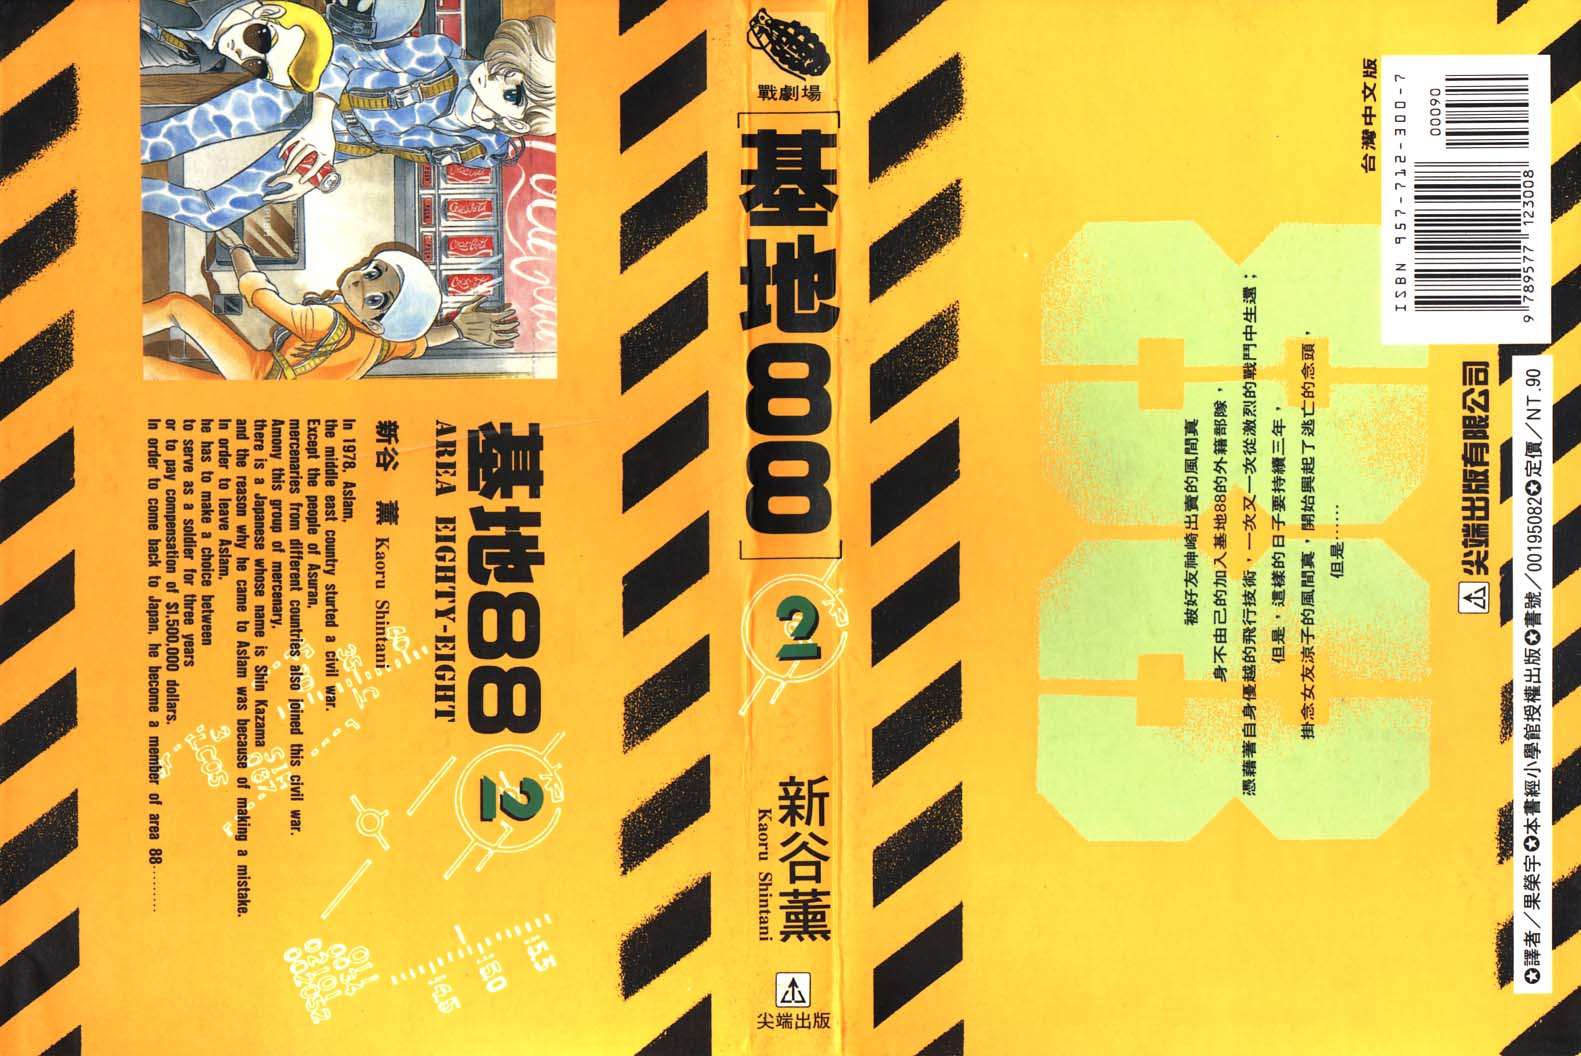 基地88
AREA EIGHTY-EIGHT
2
新谷 薫 Kaoru Shintani
In 1978, Aslam,
the middle east country sturted a civil war.
Except the people of Asuran,
mercenaries from different countries also joined this civil war.
Amony this group of mercenary,
there is a Japanese whose name is Shin Kazama
and the reason why he came to Aslam was because of making a mistake.
In order to leave Aslam,
he has to make a choice between
to serve as a soldier for three years
or to pay compensation of $1,500,000 dollars.
In order to come back to Japan, he become a member of area 88………
戰劇場
基地88
2
新谷薫
Kaoru Shintani
尖端出版
台灣中文版
ISBN 957-712-300-7
00090
9 789577 123008
被好友神崎出賣的風間真
身不由己的加入基地88的外籍部隊，
憑藉著自身優越的飛行技術，一次又一次從激烈的戰鬥中生還；
但是，這樣的日子要持續三年，
掛念女友涼子的風間真，開始興起了逃亡的念頭，
但是……
尖端出版有限公司
✪譯者／果榮宇✪本書經小學館授權出版✪書號／00195082✪定價／NT.90